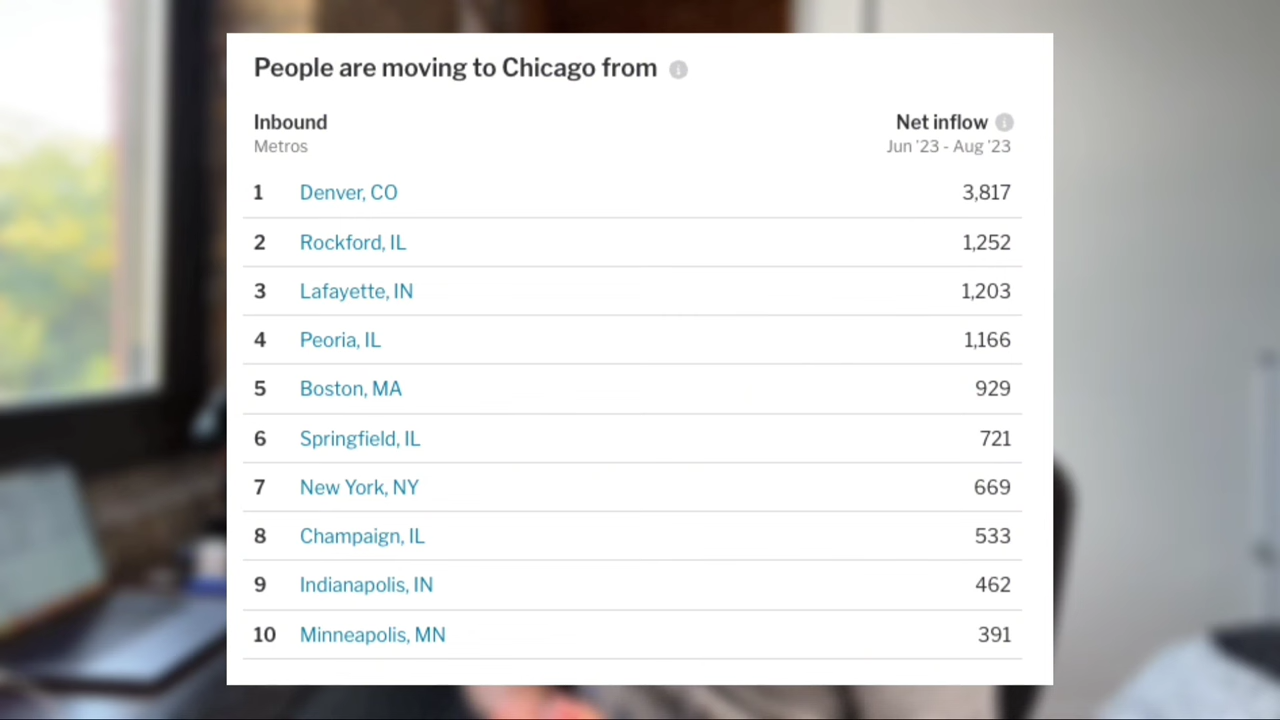 People are moving to Chicago from
Inbound Net inflow
Metros Jun '23 - Aug '23
1 Denver, CO 3,817
2 Rockford, IL 1,252
3 Lafayette, IN 1,203
4 Peoria, IL 1,166
5 Boston, MA 929
6 Springfield, IL 721
7 New York, NY 669
8 Champaign, IL 533
9 Indianapolis, IN 462
10 Minneapolis, MN 391